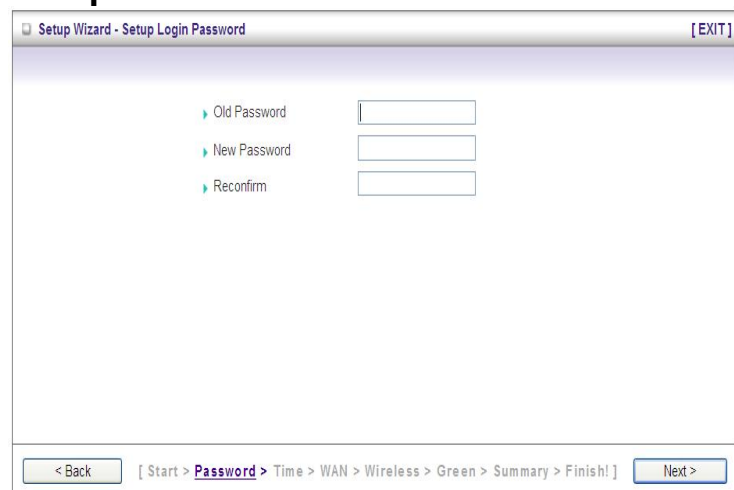 Setup Wizard - Setup Login Password [ EXIT ]
Old Password
New Password
Reconfirm
< Back [ Start > Password > Time > WAN > Wireless > Green > Summary > Finish! ] Next >